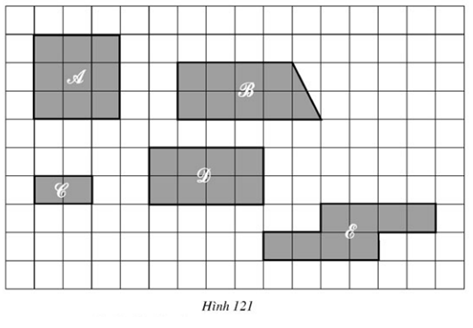 𝒜
ℬ
𝒞
𝒟
ℰ
Hình 121